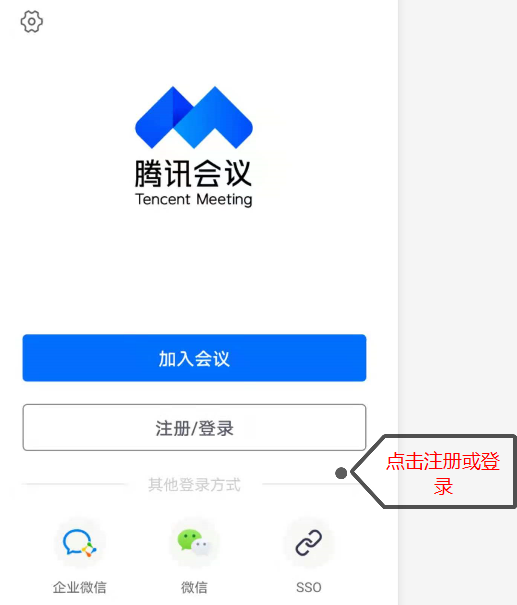 腾讯会议
Tencent Meeting
加入会议
注册/登录
点击注册或登
录
其他登录方式
企业微信
微信
SSO